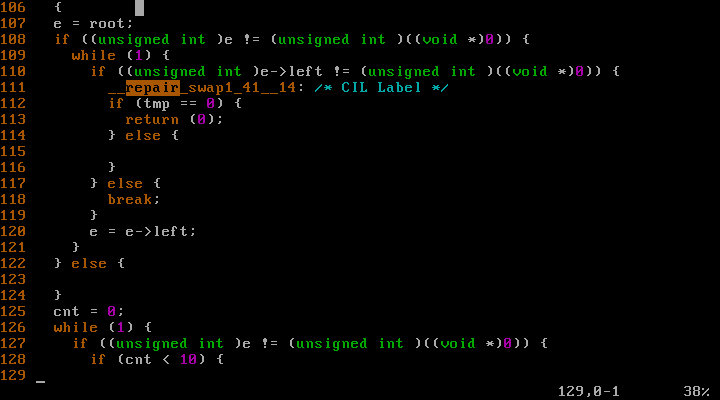 106   {
107   e = root;
108   if ((unsigned int )e != (unsigned int )((void *)0)) {
109     while (1) {
110       if ((unsigned int )e->left != (unsigned int )((void *)0)) {
111         __repair_swap1_41__14: /* CIL Label */
112         if (tmp == 0) {
113           return (0);
114         } else {
115
116         }
117       } else {
118         break;
119       }
120       e = e->left;
121     }
122   } else {
123
124   }
125   cnt = 0;
126   while (1) {
127     if ((unsigned int )e != (unsigned int )((void *)0)) {
128       if (cnt < 10) {
129
129,0-1 38%